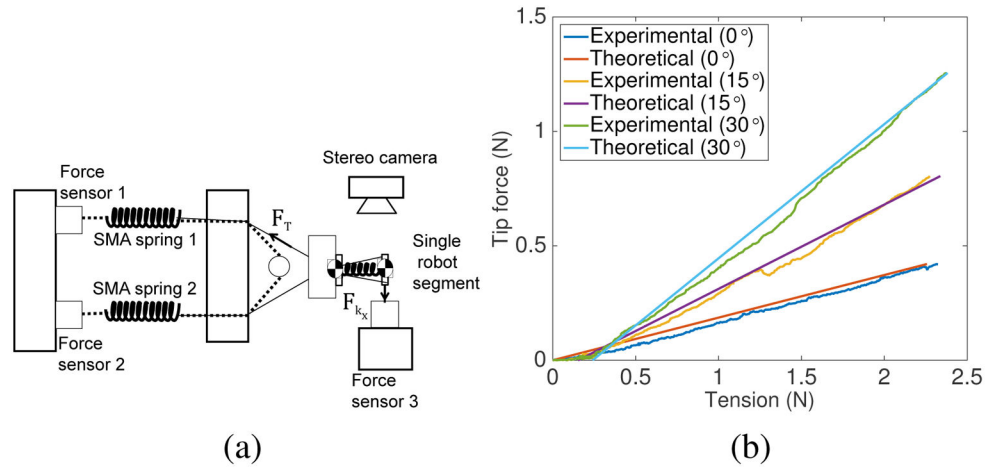 Force
sensor 1
SMA spring 1
SMA spring 2
Force
sensor 2
Stereo camera
F_T
Single
robot
segment
F_{k_x}
Force
sensor 3
(a)
1.5
1
0.5
0
Tip force (N)
Experimental (0°)
Theoretical (0°)
Experimental (15°)
Theoretical (15°)
Experimental (30°)
Theoretical (30°)
0 0.5 1 1.5 2 2.5
Tension (N)
(b)